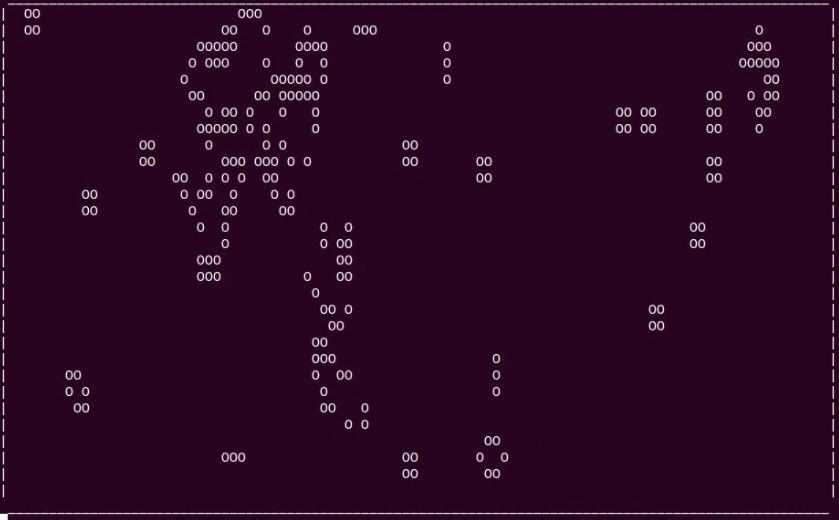 oo ooo
oo oo o o ooo o
ooooo oooo o ooo
o ooo o o o o ooooo
o ooooo o o oo
oo oo ooooo oo o oo
o oo o o o oo oo oo oo
ooooo o o o oo oo oo o
oo o o o oo
oo ooo ooo o o oo oo oo
oo o o o oo oo oo
oo o oo o o o
oo o oo oo
o o o o oo
o o oo oo
ooo oo
ooo o oo
o
oo o oo
oo oo
oo
ooo o
oo o oo o
o o o o
oo oo o
o o
oo
ooo oo o o
oo oo